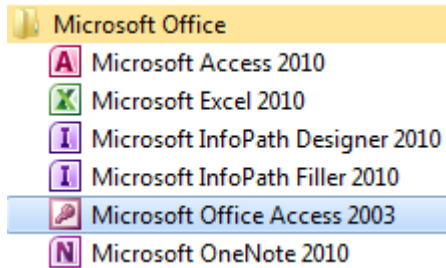 Microsoft Office
Microsoft Access 2010
Microsoft Excel 2010
Microsoft InfoPath Designer 2010
Microsoft InfoPath Filler 2010
Microsoft Office Access 2003
Microsoft OneNote 2010